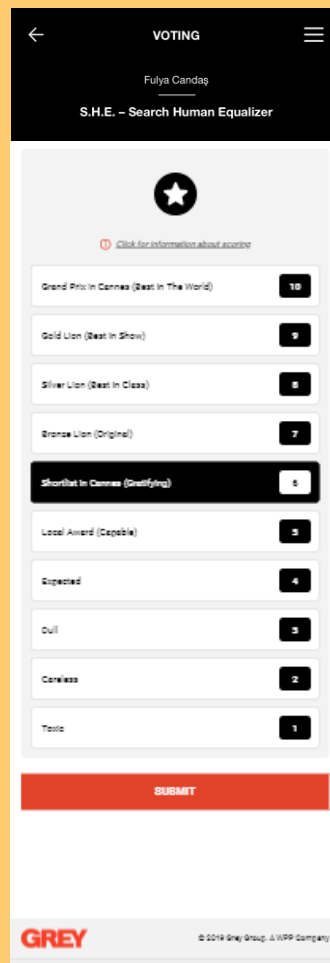 VOTING
Fulya Candaş
S.H.E. – Search Human Equalizer
Click for information about scoring
Grand Prix in Cannes (Best In The World) 10
Gold Lion (Best In Show) 9
Silver Lion (Best In Class) 8
Bronze Lion (Original) 7
Shortlist in Cannes (Gratifying) 6
Local Award (Capable) 5
Expected 4
Dull 3
Careless 2
Toxic 1
SUBMIT
GREY
© 2019 Grey Group. A WPP Company